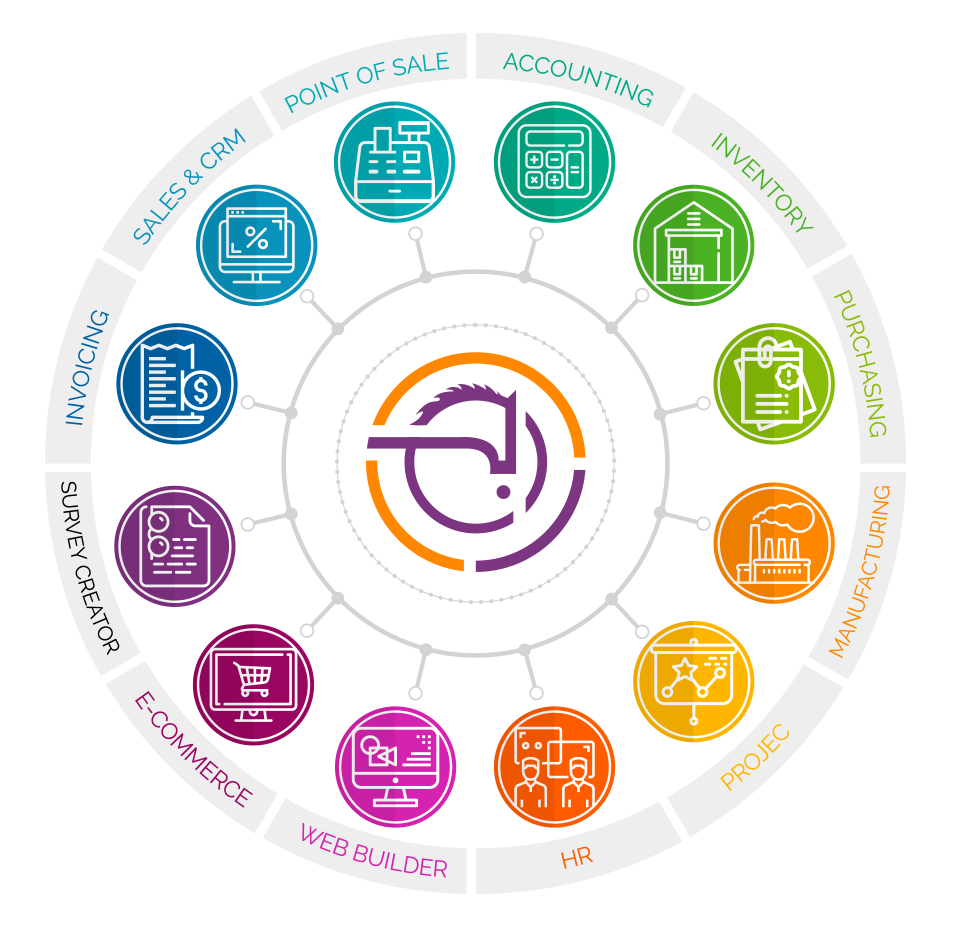 POINT OF SALE
ACCOUNTING
INVENTORY
PURCHASING
MANUFACTURING
PROJEC
HR
WEB BUILDER
E-COMMERCE
SURVEY CREATOR
INVOICING
SALES & CRM
%
$